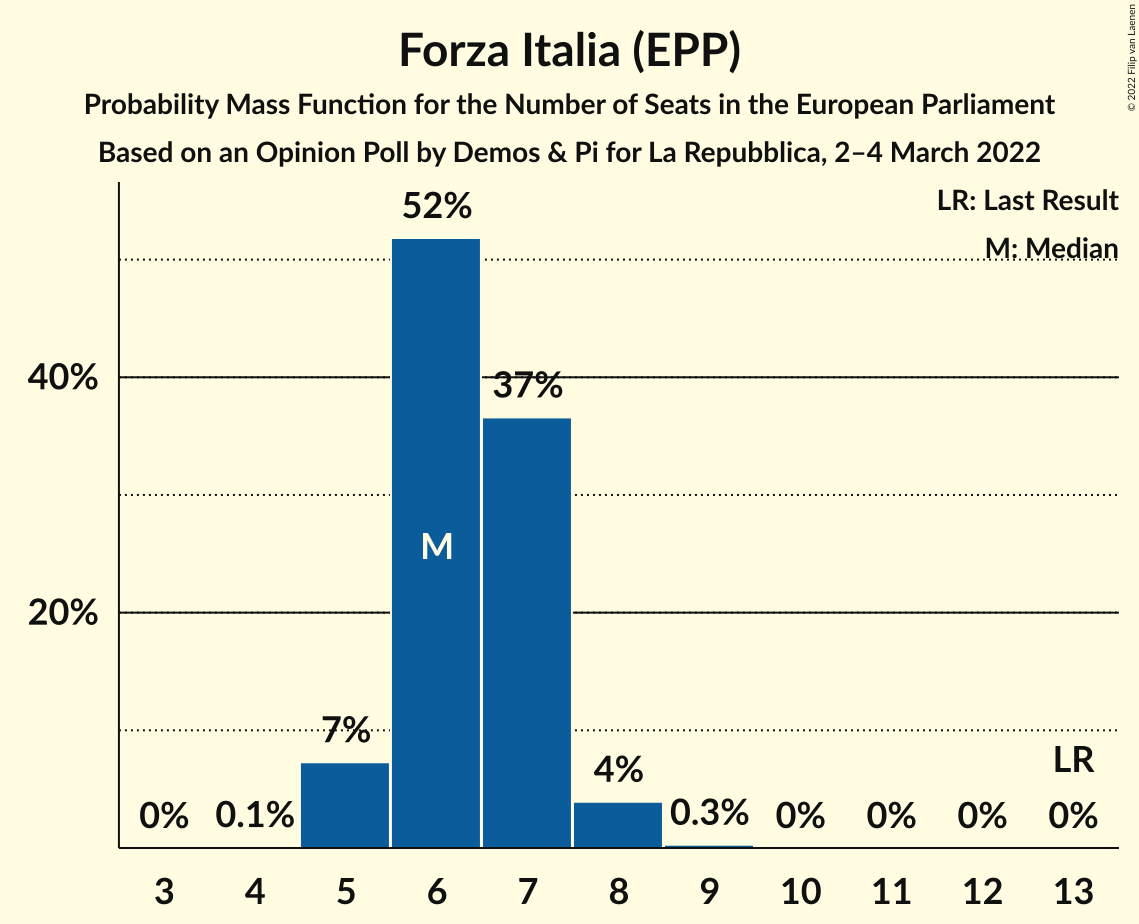 Forza Italia (EPP)
Probability Mass Function for the Number of Seats in the European Parliament
Based on an Opinion Poll by Demos & Pi for La Repubblica, 2–4 March 2022
© 2022 Filip van Laenen
LR: Last Result
M: Median
52%
40%
37%
M
20%
7%
4%
LR
0% 0.1% 0.3% 0% 0% 0% 0%
3 4 5 6 7 8 9 10 11 12 13